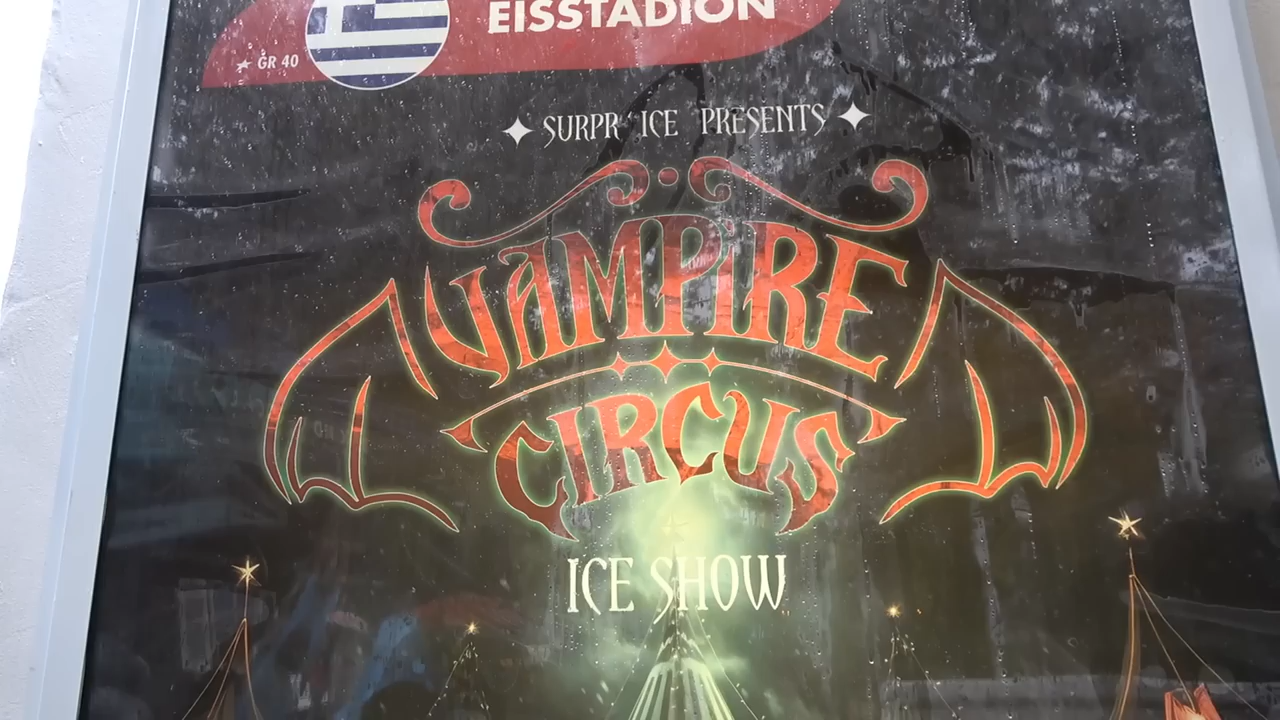 EISSTADION
GR 40
SURPR'ICE PRESENTS
VAMPIRE
CIRCUS
ICE SHOW